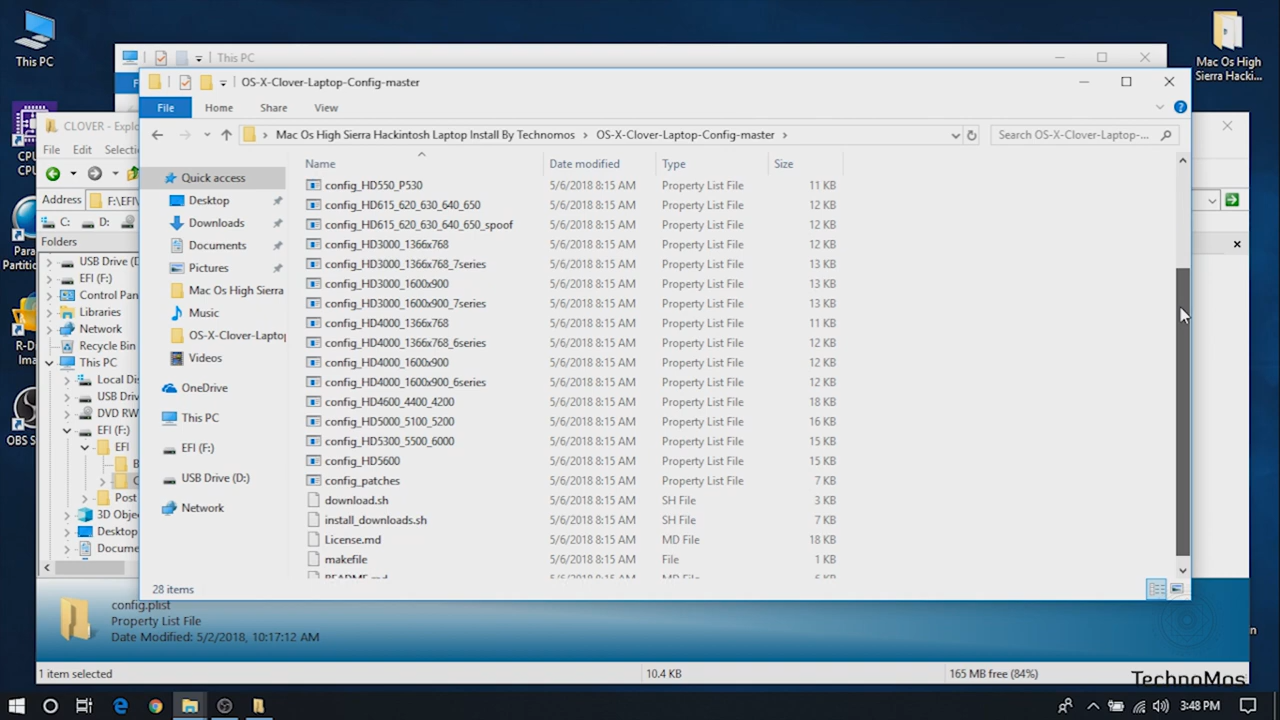 This PC
Mac Os High
Sierra Hacki...
CPU
CPU
Para
Partitio
R-D
Ima
OBS S
This PC
OS-X-Clover-Laptop-Config-master
File
Home
Share
View
Mac Os High Sierra Hackintosh Laptop Install By Technomos
OS-X-Clover-Laptop-Config-master
Search OS-X-Clover-Laptop-...
CLOVER - Explo
File
Edit
Selecti
Address
F:\EFI\
C:
D:
Folders
USB Drive (D
EFI (F:)
Control Pan
Libraries
Network
Recycle Bin
This PC
Local Dis
USB Driv
DVD RW
EFI (F:)
EFI
B
C
Post
3D Obje
Desktop
Docume
Quick access
Desktop
Downloads
Documents
Pictures
Mac Os High Sierra
Music
OS-X-Clover-Laptop
Videos
OneDrive
This PC
EFI (F:)
USB Drive (D:)
Network
Name Date modified Type Size
config_HD550_P530 5/6/2018 8:15 AM Property List File 11 KB
config_HD615_620_630_640_650 5/6/2018 8:15 AM Property List File 12 KB
config_HD615_620_630_640_650_spoof 5/6/2018 8:15 AM Property List File 12 KB
config_HD3000_1366x768 5/6/2018 8:15 AM Property List File 12 KB
config_HD3000_1366x768_7series 5/6/2018 8:15 AM Property List File 13 KB
config_HD3000_1600x900 5/6/2018 8:15 AM Property List File 13 KB
config_HD3000_1600x900_7series 5/6/2018 8:15 AM Property List File 13 KB
config_HD4000_1366x768 5/6/2018 8:15 AM Property List File 11 KB
config_HD4000_1366x768_6series 5/6/2018 8:15 AM Property List File 12 KB
config_HD4000_1600x900 5/6/2018 8:15 AM Property List File 12 KB
config_HD4000_1600x900_6series 5/6/2018 8:15 AM Property List File 12 KB
config_HD4600_4400_4200 5/6/2018 8:15 AM Property List File 18 KB
config_HD5000_5100_5200 5/6/2018 8:15 AM Property List File 16 KB
config_HD5300_5500_6000 5/6/2018 8:15 AM Property List File 15 KB
config_HD5600 5/6/2018 8:15 AM Property List File 15 KB
config_patches 5/6/2018 8:15 AM Property List File 7 KB
download.sh 5/6/2018 8:15 AM SH File 3 KB
install_downloads.sh 5/6/2018 8:15 AM SH File 7 KB
License.md 5/6/2018 8:15 AM MD File 18 KB
makefile 5/6/2018 8:15 AM File 1 KB
README.md 5/6/2018 8:15 AM MD File 6 KB
28 items
config.plist
Property List File
Date Modified: 5/2/2018, 10:17:12 AM
1 item selected
10.4 KB
165 MB free (84%)
TechnoMos
3:48 PM